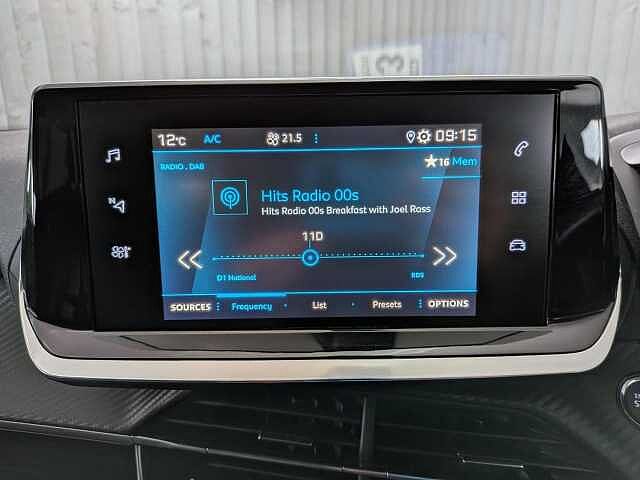 12°C A/C 21.5 09:15
RADIO . DAB 16 Mem
Hits Radio 00s
Hits Radio 00s Breakfast with Joel Ross
11D
D1 National RDS
SOURCES Frequency List Presets OPTIONS
N